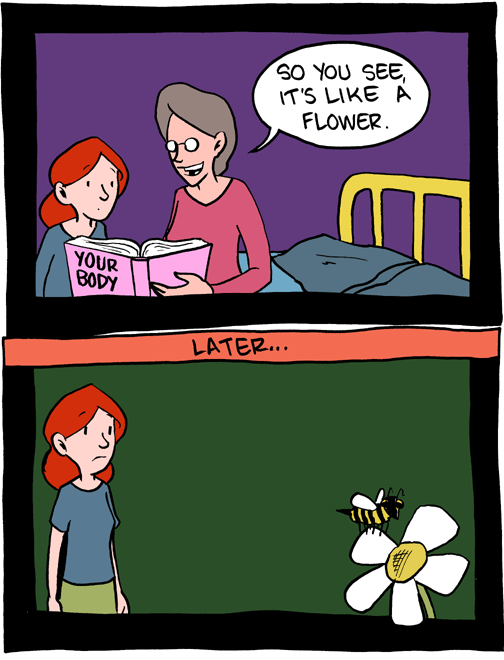 SO YOU SEE,
IT'S LIKE A
FLOWER.
YOUR
BODY
LATER...